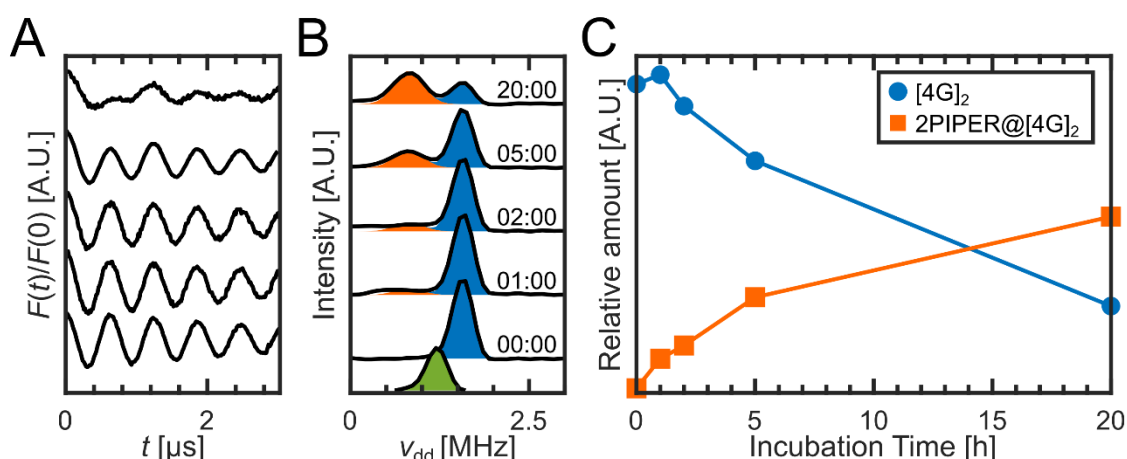 A
F(t)/F(0) [A.U.]
0
2
t [µs]
B
Intensity [A.U.]
20:00
05:00
02:00
01:00
00:00
0
2.5
νdd [MHz]
C
Relative amount [A.U.]
[4G]2
2PIPER@[4G]2
0
5
10
15
20
Incubation Time [h]